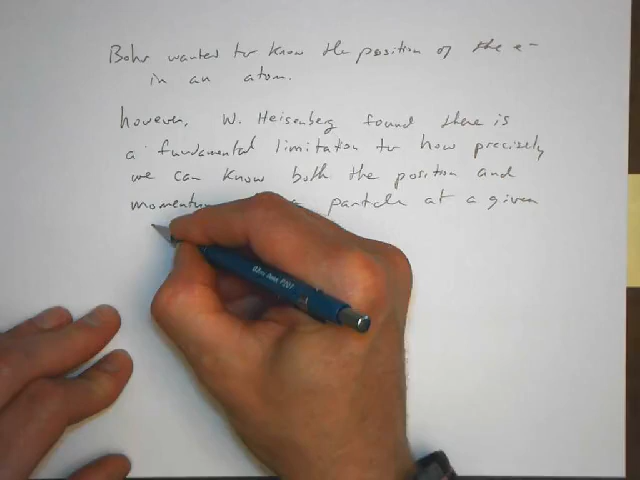 Bohr wanted to know the position of the e-
in an atom.
however, W. Heisenberg found there is
a fundamental limitation to how precisely
we can know both the position and
a particle at a given